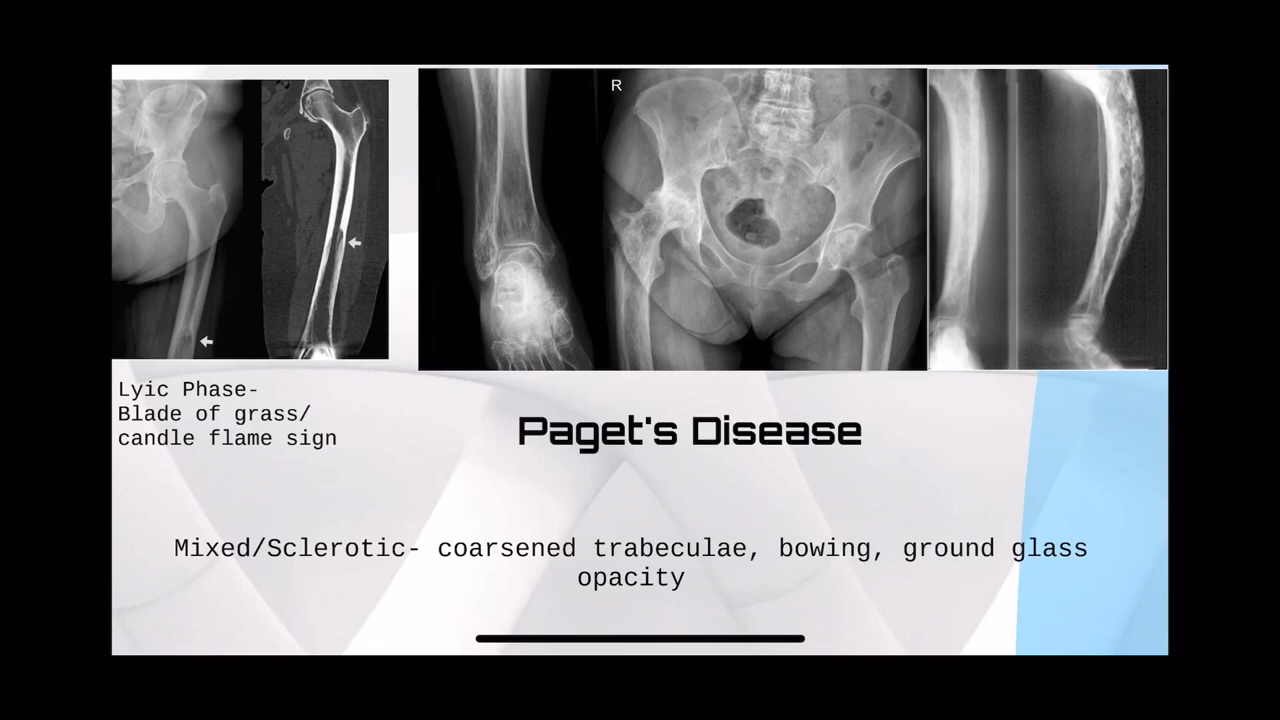 R
Lyic Phase-
Blade of grass/
candle flame sign
Paget's Disease
Mixed/Sclerotic- coarsened trabeculae, bowing, ground glass
opacity